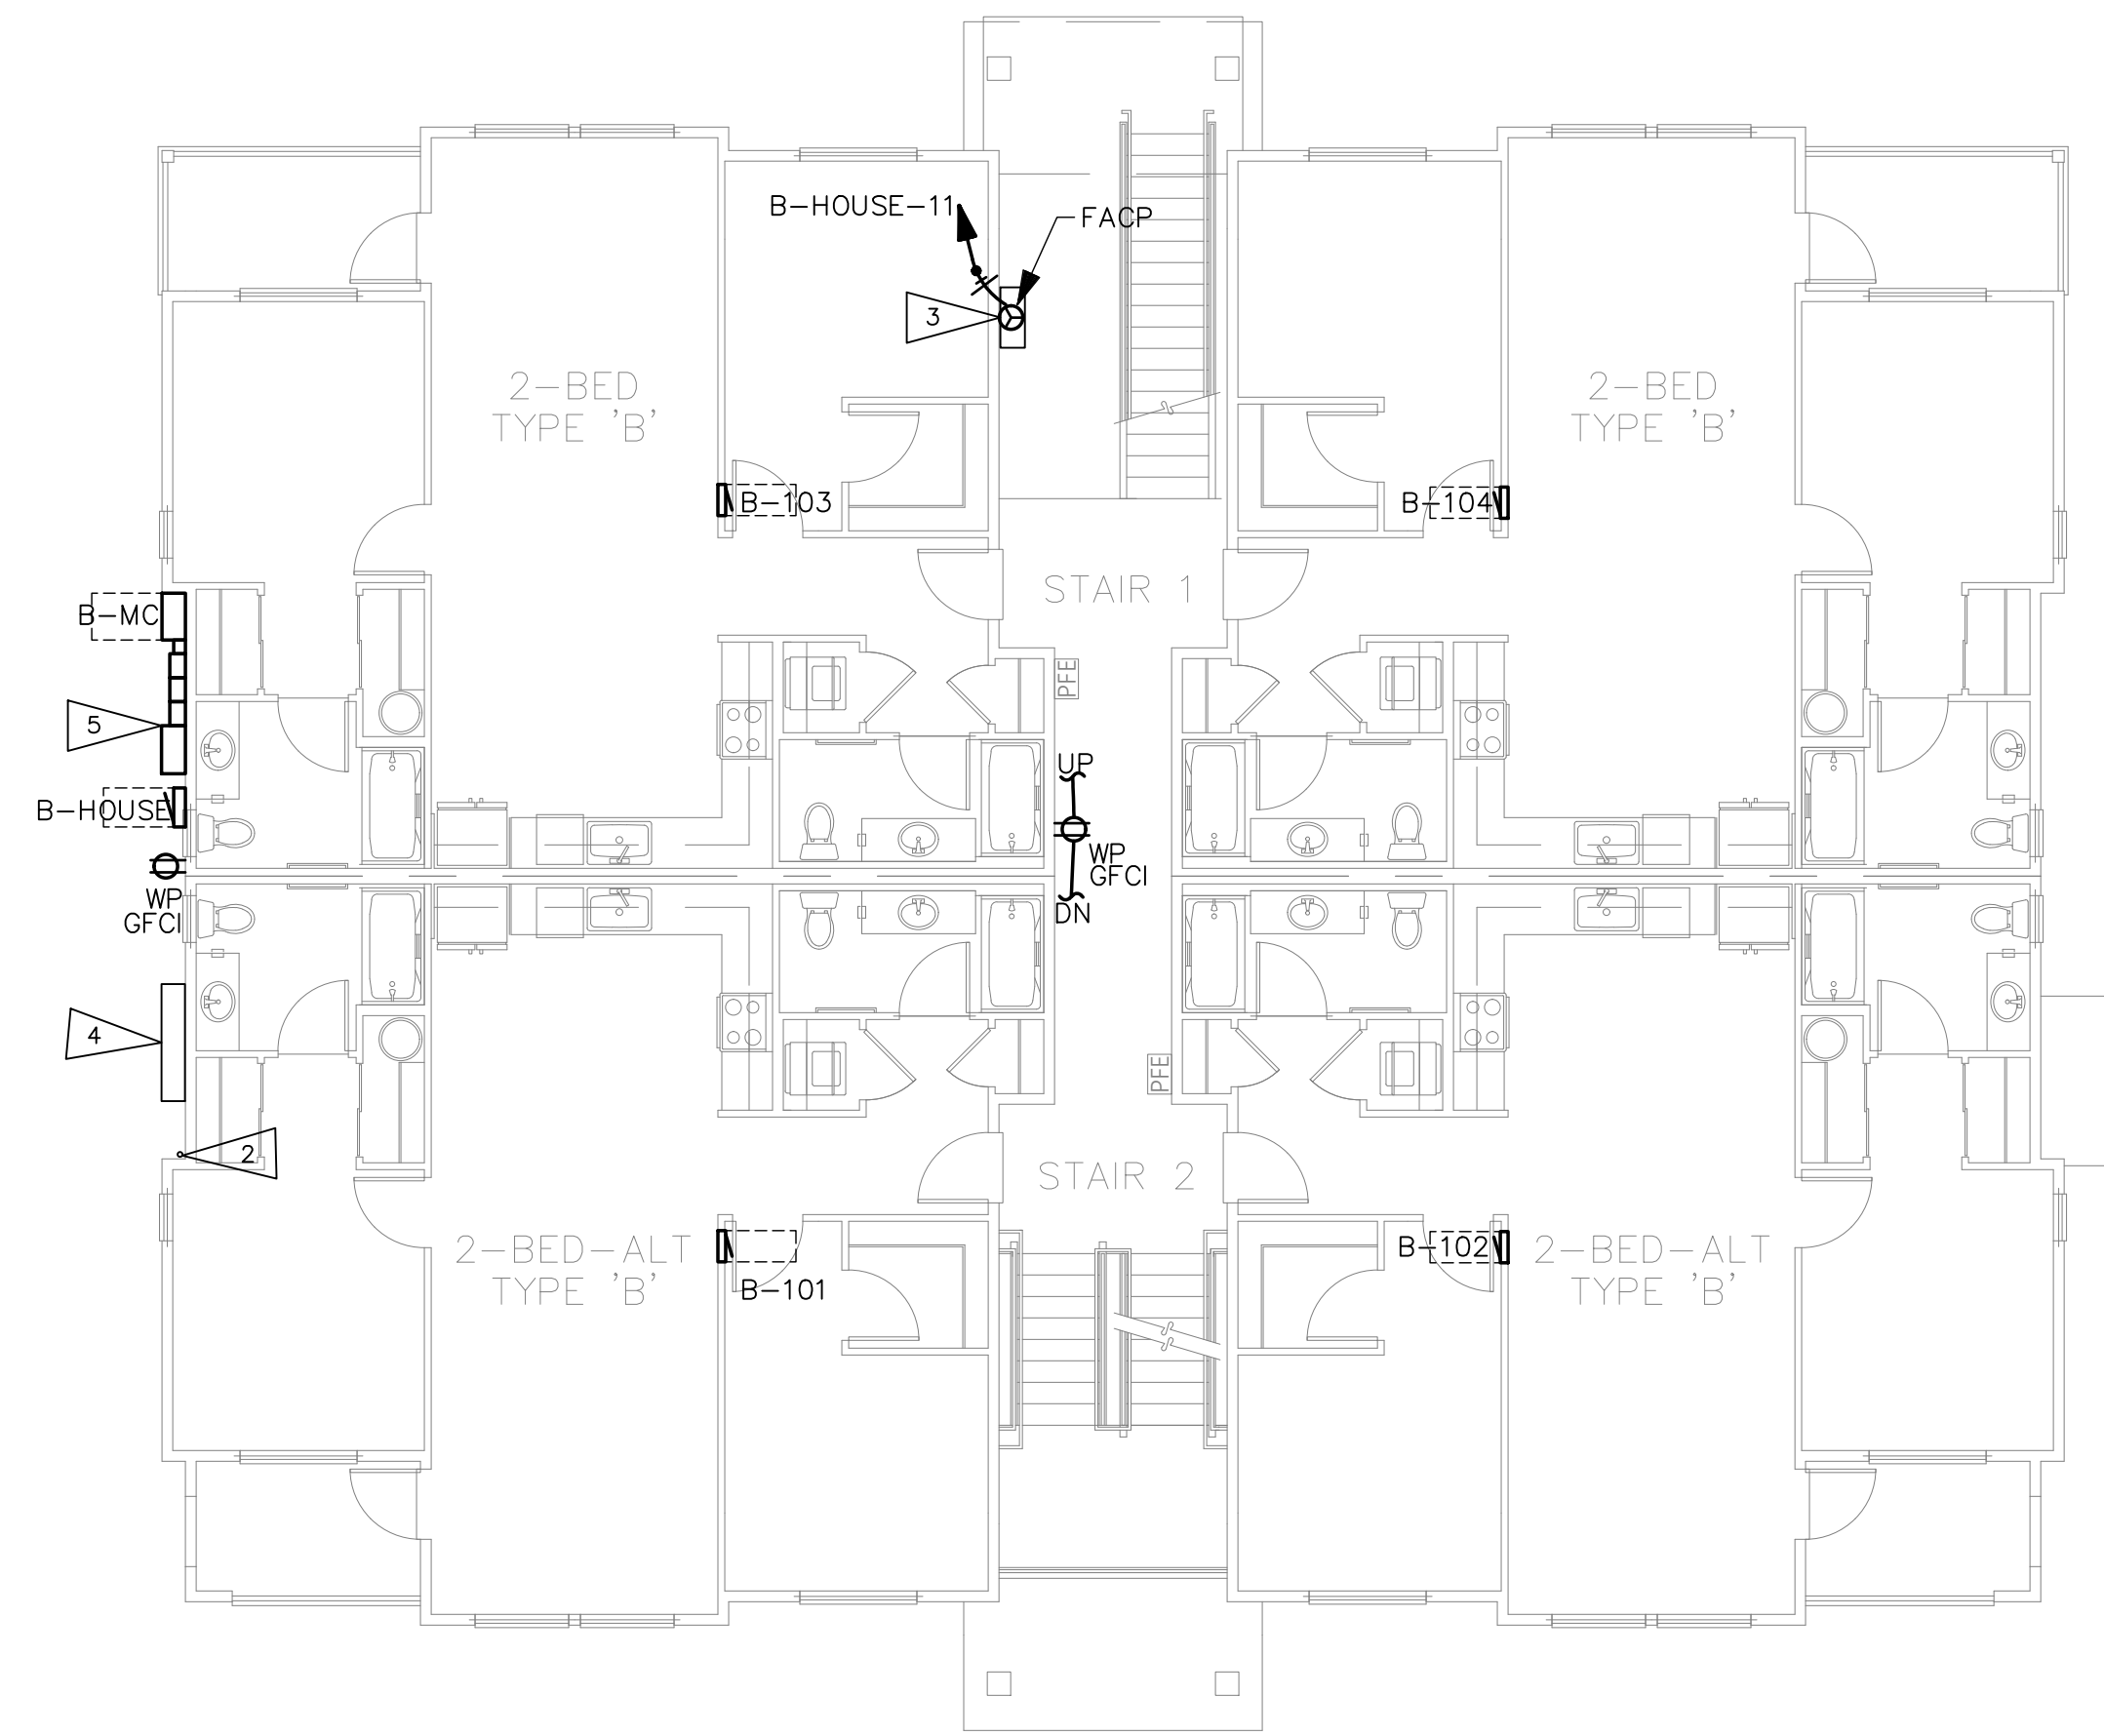 B-HOUSE-11
FACP
3
2-BED
TYPE 'B'
2-BED
TYPE 'B'
B-103
B-104
STAIR 1
B-MC
PFE
5
UP
B-HOUSE
WP
GFCI
WP
GFCI
DN
4
PFE
2
STAIR 2
2-BED-ALT
TYPE 'B'
B-101
B-102
2-BED-ALT
TYPE 'B'